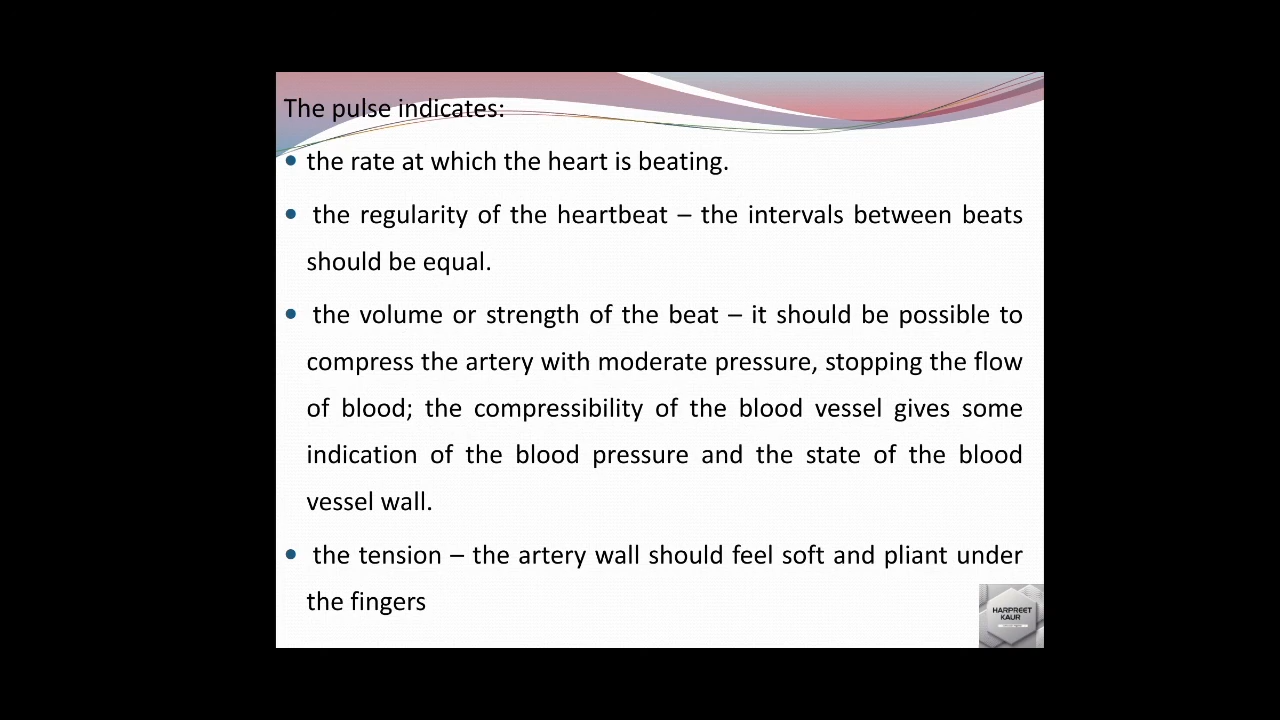 The pulse indicates:
• the rate at which the heart is beating.
• the regularity of the heartbeat – the intervals between beats
should be equal.
• the volume or strength of the beat – it should be possible to
compress the artery with moderate pressure, stopping the flow
of blood; the compressibility of the blood vessel gives some
indication of the blood pressure and the state of the blood
vessel wall.
• the tension – the artery wall should feel soft and pliant under
the fingers
HARPREET
KAUR